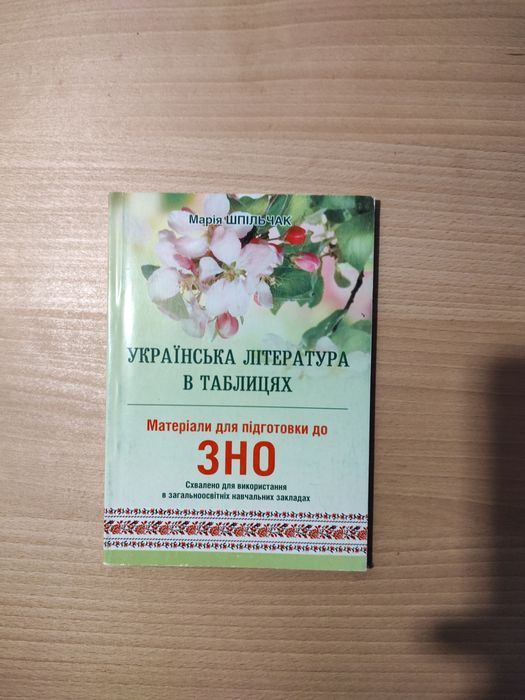 Марія ШПІЛЬЧАК
УКРАЇНСЬКА ЛІТЕРАТУРА
В ТАБЛИЦЯХ
Матеріали для підготовки до
ЗНО
Схвалено для використання
в загальноосвітніх навчальних закладах